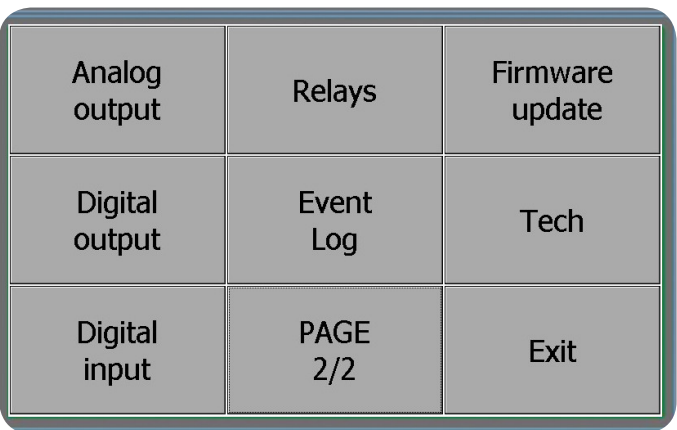 Analog
output
Relays
Firmware
update
Digital
output
Event
Log
Tech
Digital
input
PAGE
2/2
Exit